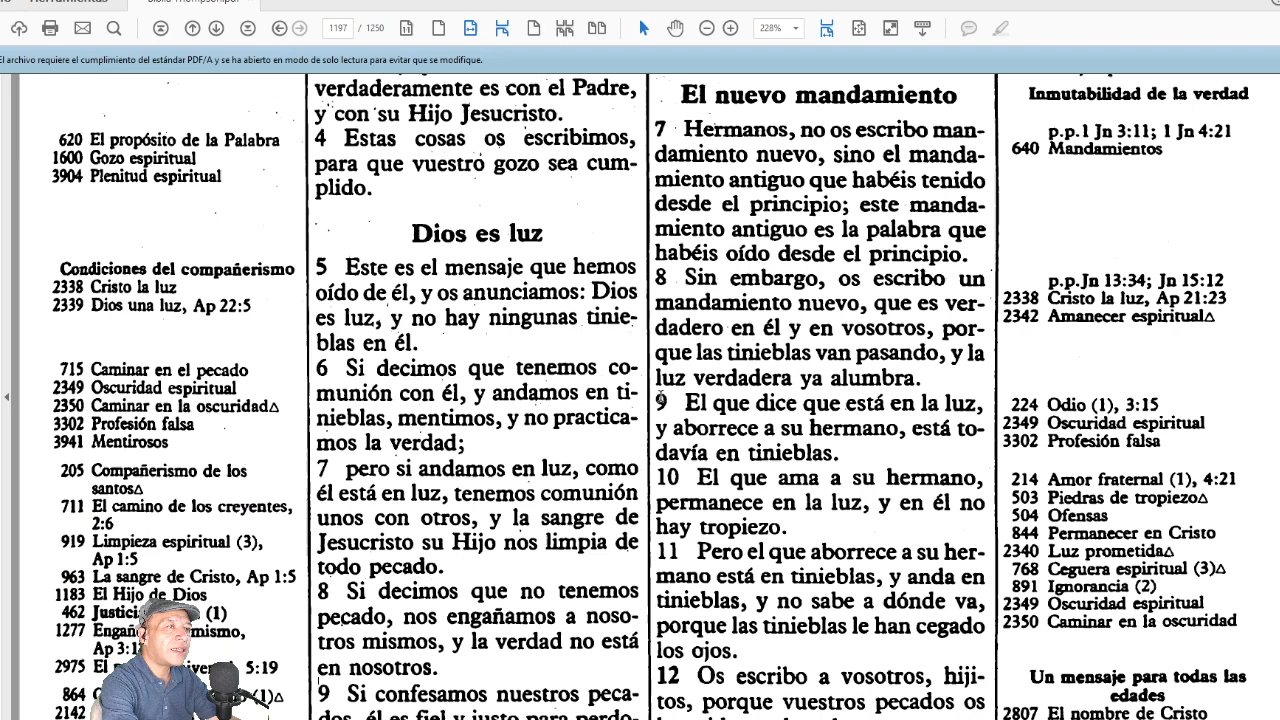 Herramientas
1197 / 1250
228%
El archivo requiere el cumplimiento del estándar PDF/A y se ha abierto en modo de solo lectura para evitar que se modifique.
620 El propósito de la Palabra
1600 Gozo espiritual
3904 Plenitud espiritual
Condiciones del compañerismo
2338 Cristo la luz
2339 Dios una luz, Ap 22:5
715 Caminar en el pecado
2349 Oscuridad espiritual
2350 Caminar en la oscuridad△
3302 Profesión falsa
3941 Mentirosos
205 Compañerismo de los
santos△
711 El camino de los creyentes,
2:6
919 Limpieza espiritual (3),
Ap 1:5
963 La sangre de Cristo, Ap 1:5
1183 El Hijo de Dios
462 (1)
1277 mismo,
2975 5:19
864 (1)△
2142
verdaderamente es con el Padre,
y con su Hijo Jesucristo.
4 Estas cosas os escribimos,
para que vuestro gozo sea cum-
plido.
Dios es luz
5 Este es el mensaje que hemos
oído de él, y os anunciamos: Dios
es luz, y no hay ningunas tinie-
blas en él.
6 Si decimos que tenemos co-
munión con él, y andamos en ti-
nieblas, mentimos, y no practica-
mos la verdad;
7 pero si andamos en luz, como
él está en luz, tenemos comunión
unos con otros, y la sangre de
Jesucristo su Hijo nos limpia de
todo pecado.
8 Si decimos que no tenemos
pecado, nos engañamos a noso-
tros mismos, y la verdad no está
en nosotros.
9 Si confesamos nuestros peca-
dos, él es fiel y justo para perdo-
El nuevo mandamiento
7 Hermanos, no os escribo man-
damiento nuevo, sino el manda-
miento antiguo que habéis tenido
desde el principio; este manda-
miento antiguo es la palabra que
habéis oído desde el principio.
8 Sin embargo, os escribo un
mandamiento nuevo, que es ver-
dadero en él y en vosotros, por-
que las tinieblas van pasando, y la
luz verdadera ya alumbra.
9 El que dice que está en la luz,
y aborrece a su hermano, está to-
davía en tinieblas.
10 El que ama a su hermano,
permanece en la luz, y en él no
hay tropiezo.
11 Pero el que aborrece a su her-
mano está en tinieblas, y anda en
tinieblas, y no sabe a dónde va,
porque las tinieblas le han cegado
los ojos.
12 Os escribo a vosotros, hiji-
tos, porque vuestros pecados os
Inmutabilidad de la verdad
p.p.1 Jn 3:11; 1 Jn 4:21
640 Mandamientos
p.p.Jn 13:34; Jn 15:12
2338 Cristo la luz, Ap 21:23
2342 Amanecer espiritual△
224 Odio (1), 3:15
2349 Oscuridad espiritual
3302 Profesión falsa
214 Amor fraternal (1), 4:21
503 Piedras de tropiezo△
504 Ofensas
844 Permanecer en Cristo
2340 Luz prometida△
768 Ceguera espiritual (3)△
891 Ignorancia (2)
2349 Oscuridad espiritual
2350 Caminar en la oscuridad
Un mensaje para todas las
edades
2807 El nombre de Cristo